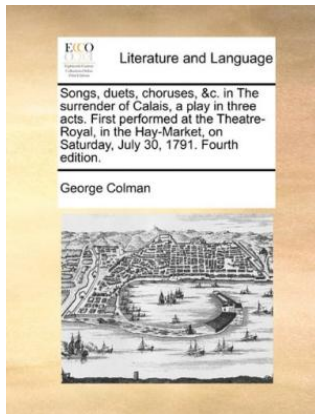 ECCO
Literature and Language
Songs, duets, choruses, &c. in The
surrender of Calais, a play in three
acts. First performed at the Theatre-
Royal, in the Hay-Market, on
Saturday, July 30, 1791. Fourth
edition.
George Colman